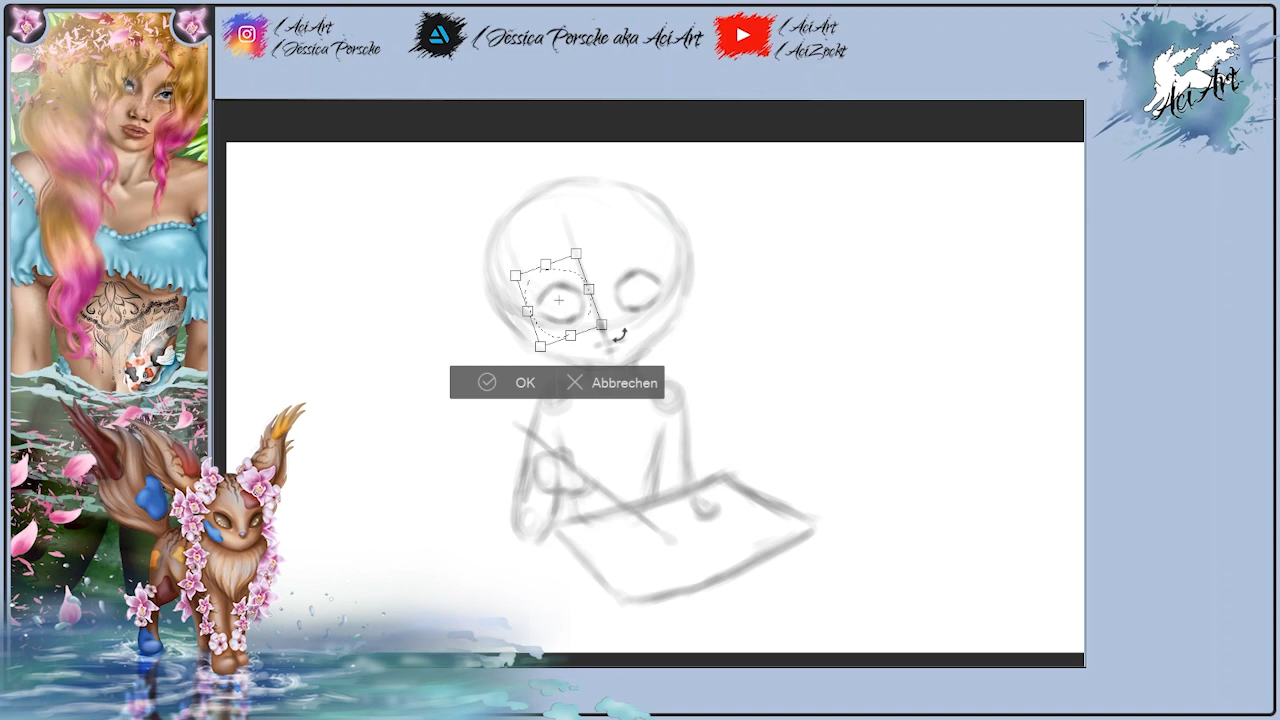 /AciArt
/Jessica Porsche
/Jessica Porsche aka AciArt
/AciArt
/AciZockt
AciArt
OK
Abbrechen